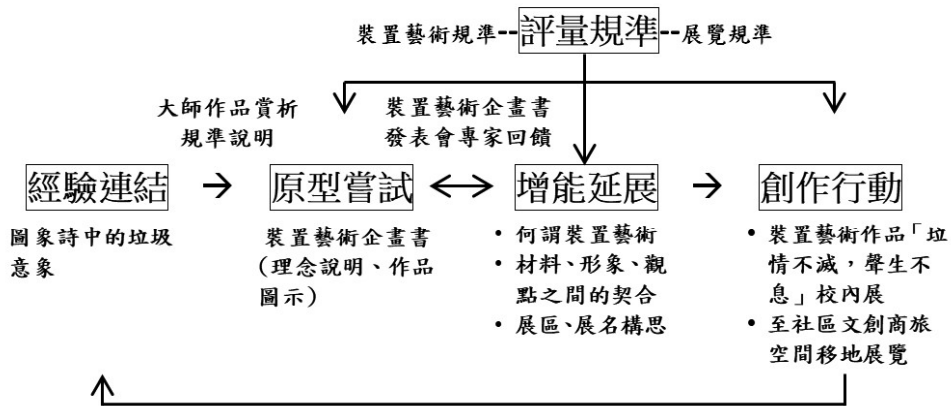 裝置藝術規準--評量規準--展覽規準
大師作品賞析
規準說明
裝置藝術企畫書
發表會專家回饋
經驗連結
原型嘗試
增能延展
創作行動
圖象詩中的垃圾
意象
裝置藝術企畫書
(理念說明、作品
圖示)
• 何謂裝置藝術
• 材料、形象、觀
點之間的契合
• 展區、展名構思
• 裝置藝術作品「垃
情不滅，聲生不
息」校內展
• 至社區文創商旅
空間移地展覽